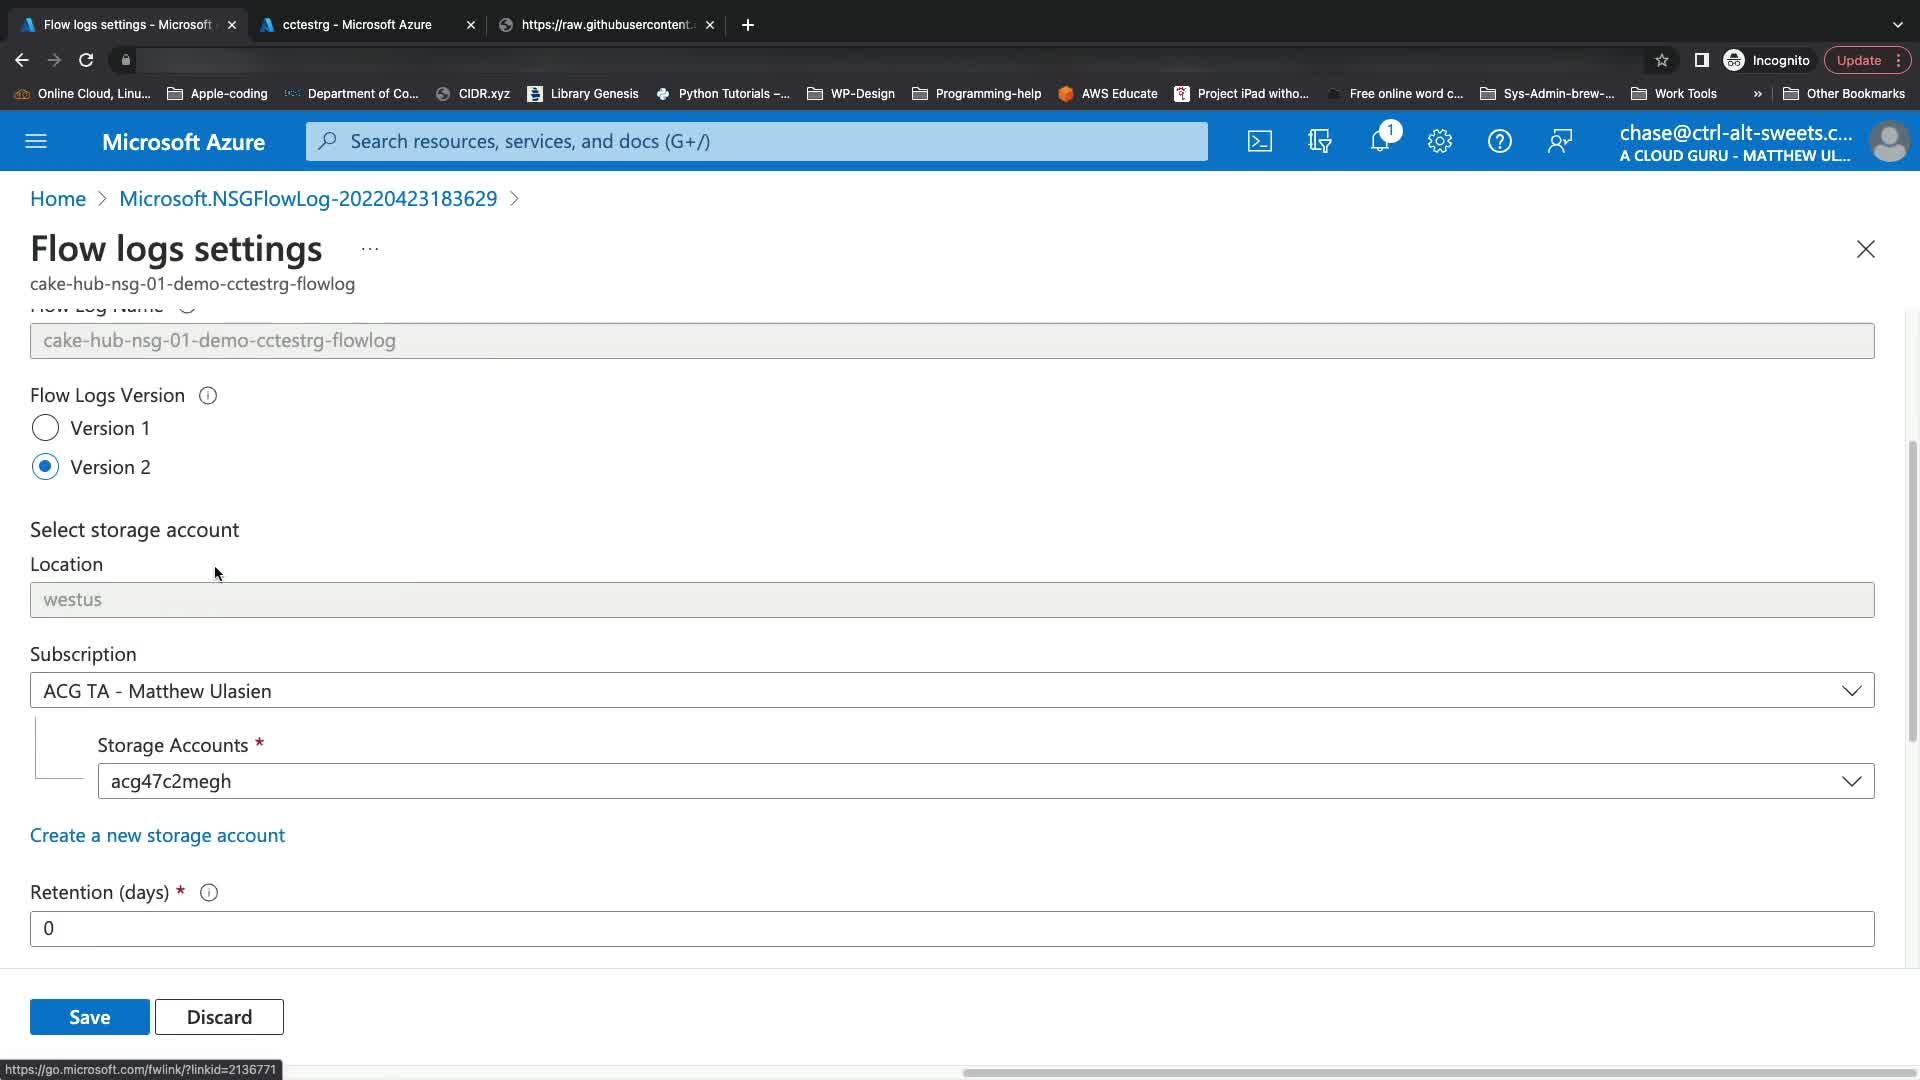 Flow logs settings - Microsoft
cctestrg - Microsoft Azure
https://raw.githubusercontent.
Incognito
Update
Online Cloud, Linu...
Apple-coding
Department of Co...
CIDR.xyz
Library Genesis
Python Tutorials –...
WP-Design
Programming-help
AWS Educate
Project iPad witho...
Free online word c...
Sys-Admin-brew-...
Work Tools
»
Other Bookmarks
Microsoft Azure
Search resources, services, and docs (G+/)
1
chase@ctrl-alt-sweets.c...
A CLOUD GURU - MATTHEW UL...
Home > Microsoft.NSGFlowLog-20220423183629 >
Flow logs settings ...
cake-hub-nsg-01-demo-cctestrg-flowlog
Flow Log Name
cake-hub-nsg-01-demo-cctestrg-flowlog
Flow Logs Version
Version 1
Version 2
Select storage account
Location
westus
Subscription
ACG TA - Matthew Ulasien
Storage Accounts *
acg47c2megh
Create a new storage account
Retention (days) *
0
Save
Discard
https://go.microsoft.com/fwlink/?linkid=2136771